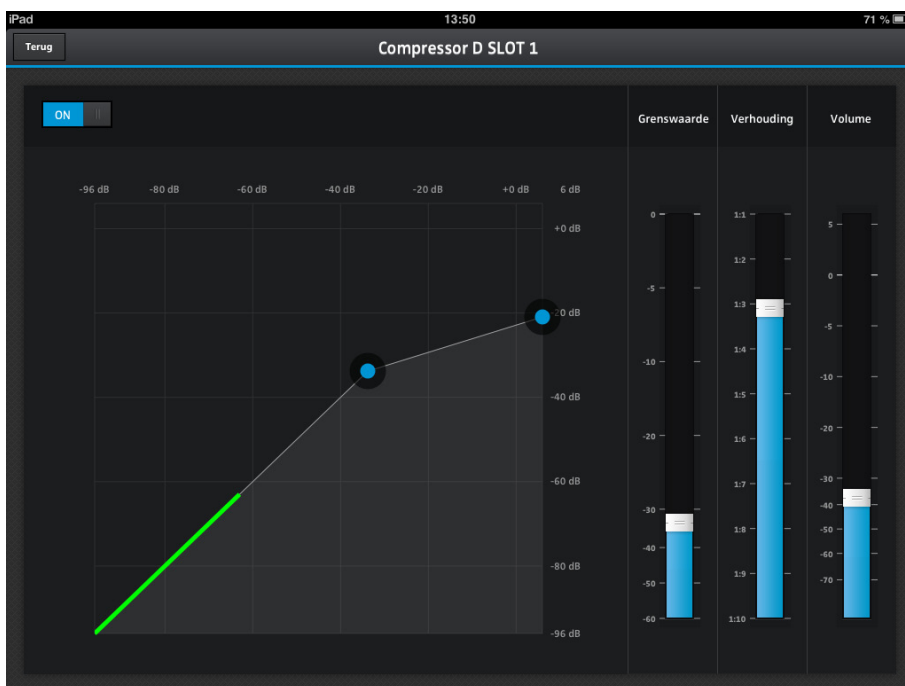 iPad 13:50 71 %
Terug Compressor D SLOT 1
ON
Grenswaarde Verhouding Volume
-96 dB -80 dB -60 dB -40 dB -20 dB +0 dB 6 dB
+0 dB
-20 dB
-40 dB
-60 dB
-80 dB
-96 dB
0
-5
-10
-20
-30
-40
-50
-60
1:1
1:2
1:3
1:4
1:5
1:6
1:7
1:8
1:9
1:10
5
0
-5
-10
-20
-30
-40
-50
-60
-70